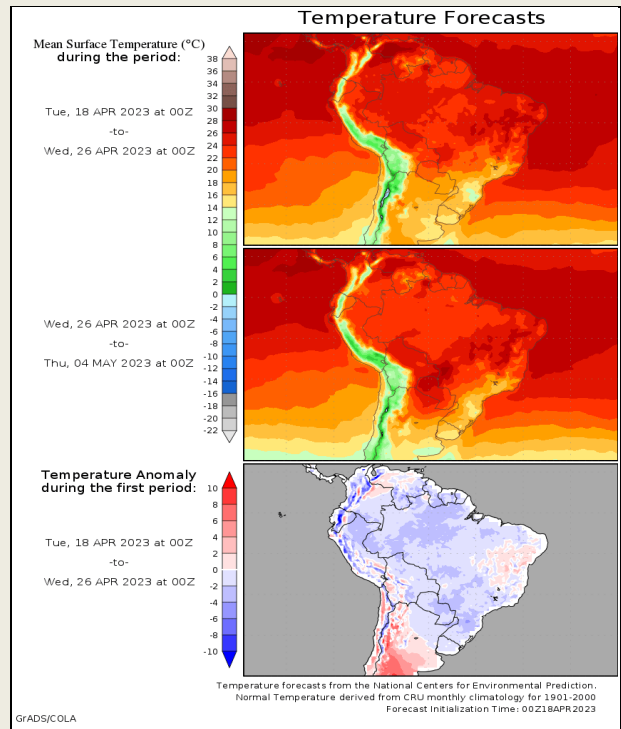 Temperature Forecasts
Mean Surface Temperature (°C)
during the period:
38
36
34
32
30
28
26
24
22
20
18
16
14
12
10
8
6
4
2
0
-2
-4
-6
-8
-10
-12
-14
-16
-18
-20
-22
Tue, 18 APR 2023 at 00Z
-to-
Wed, 26 APR 2023 at 00Z
Wed, 26 APR 2023 at 00Z
-to-
Thu, 04 MAY 2023 at 00Z
Temperature Anomaly
during the first period:
10
8
6
4
2
0
-2
-4
-6
-8
-10
Tue, 18 APR 2023 at 00Z
-to-
Wed, 26 APR 2023 at 00Z
Temperature forecasts from the National Centers for Environmental Prediction.
Normal Temperature derived from CRU monthly climatology for 1901-2000
Forecast Initialization Time: 00Z18APR2023
GrADS/COLA